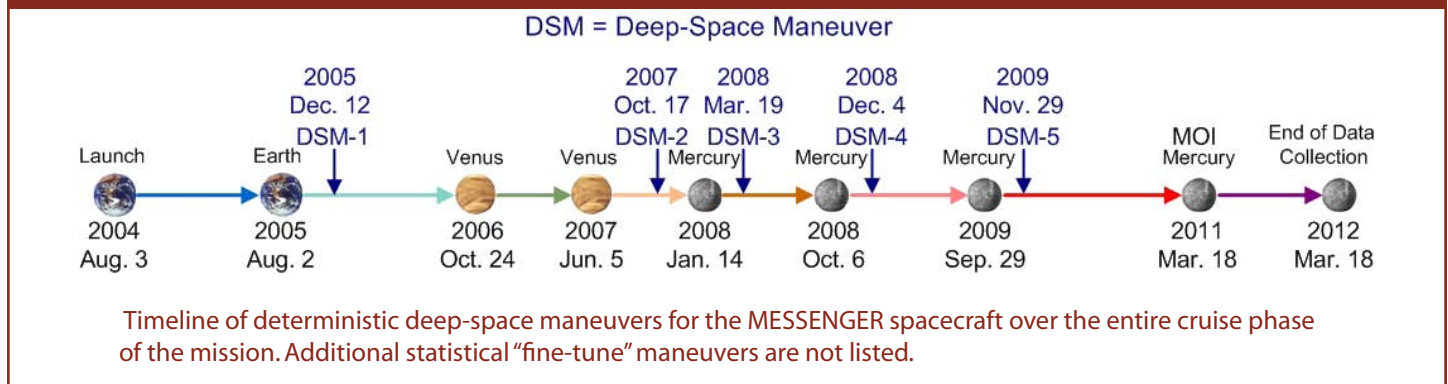 DSM = Deep-Space Maneuver
2005 2007 2008 2008 2009
Dec. 12 Oct. 17 Mar. 19 Dec. 4 Nov. 29
DSM-1 DSM-2 DSM-3 DSM-4 DSM-5 MOI End of Data
Launch Earth Venus Venus Mercury Mercury Mercury Mercury Collection
2004 2005 2006 2007 2008 2008 2009 2011 2012
Aug. 3 Aug. 2 Oct. 24 Jun. 5 Jan. 14 Oct. 6 Sep. 29 Mar. 18 Mar. 18
Timeline of deterministic deep-space maneuvers for the MESSENGER spacecraft over the entire cruise phase
of the mission. Additional statistical “fine-tune” maneuvers are not listed.